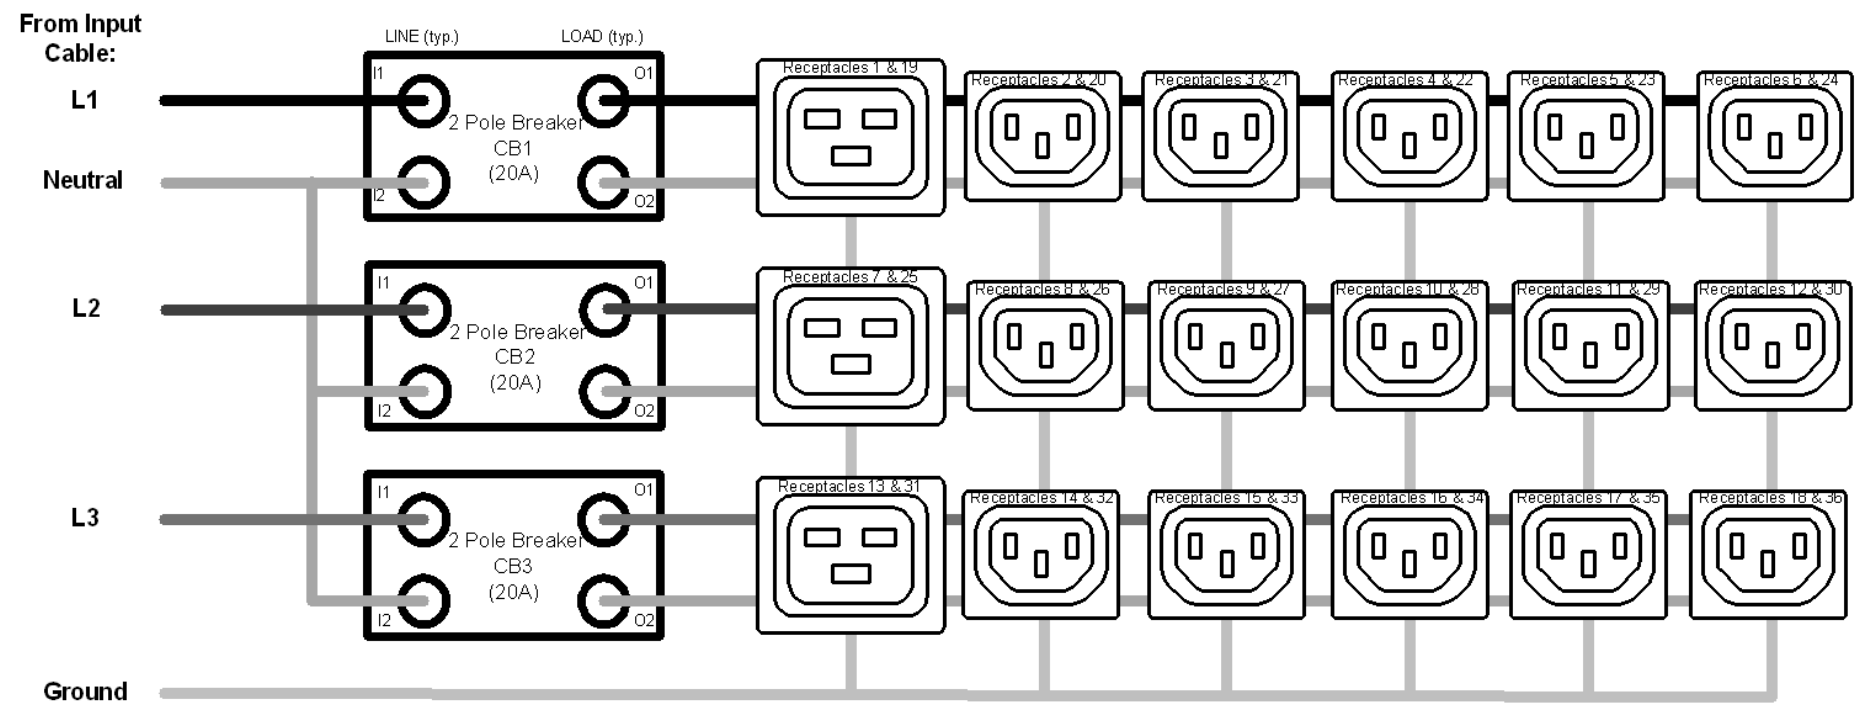 From Input
Cable:
LINE (typ.)
LOAD (typ.)
L1
I1
O1
2 Pole Breaker
CB1
(20A)
Neutral
I2
O2
Receptacles 1 & 19
Receptacles 2 & 20
Receptacles 3 & 21
Receptacles 4 & 22
Receptacles 5 & 23
Receptacles 6 & 24
L2
I1
O1
2 Pole Breaker
CB2
(20A)
I2
O2
Receptacles 7 & 25
Receptacles 8 & 26
Receptacles 9 & 27
Receptacles 10 & 28
Receptacles 11 & 29
Receptacles 12 & 30
L3
I1
O1
2 Pole Breaker
CB3
(20A)
I2
O2
Receptacles 13 & 31
Receptacles 14 & 32
Receptacles 15 & 33
Receptacles 16 & 34
Receptacles 17 & 35
Receptacles 18 & 36
Ground